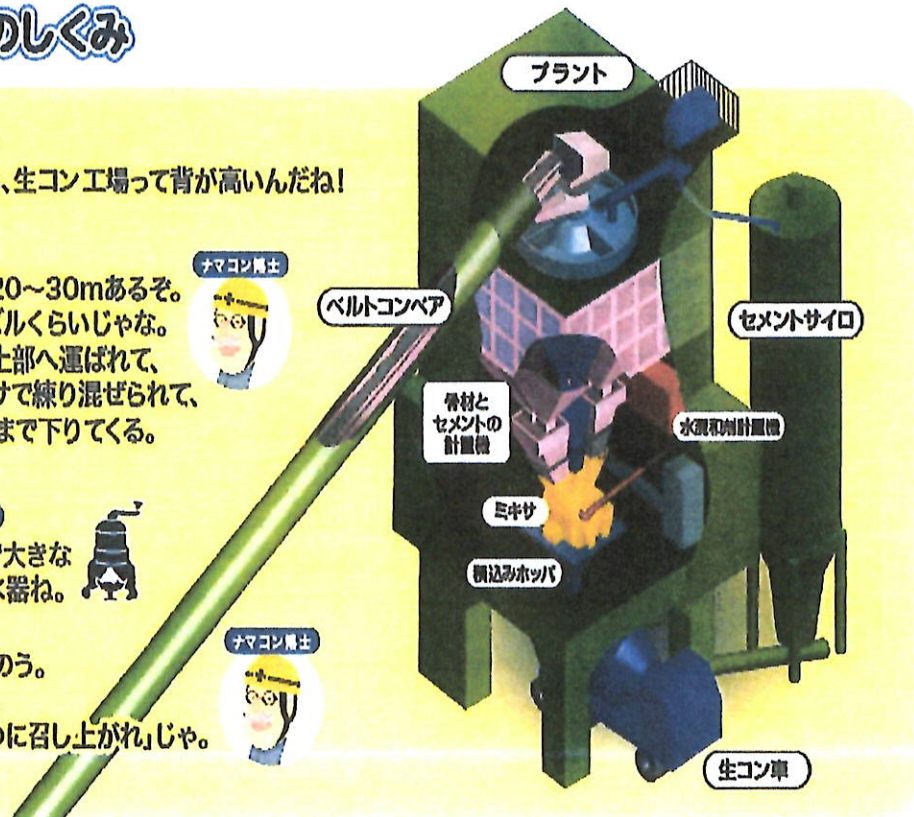 のしくみ
、生コン工場って背が高いんだね!
ナマコン博士
20～30mあるぞ。
ビルくらいじゃな。
上部へ運ばれて、
サで練り混ぜられて、
まで下りてくる。
大きな
水器ね。
ナマコン博士
のう。
に召し上がれ」じゃ。
プラント
ベルトコンベア
セメントサイロ
骨材と
セメントの
計量機
水混和剤計量機
ミキサ
積込みホッパ
生コン車